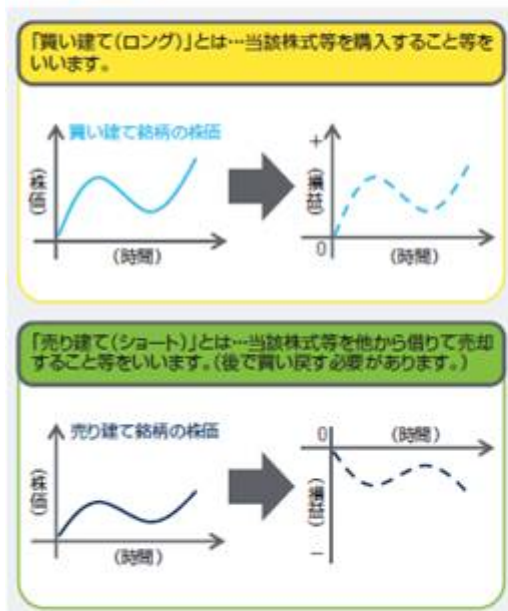 「買い建て(ロング)」とは…当該株式等を購入すること等を
いいます。
買い建て銘柄の株価
(株価)
(時間)
+
(損益)
0
(時間)
「売り建て(ショート)」とは…当該株式等を他から借りて売却
すること等をいいます。(後で買い戻す必要があります。)
売り建て銘柄の株価
(株価)
(時間)
0
(時間)
(損益)
−